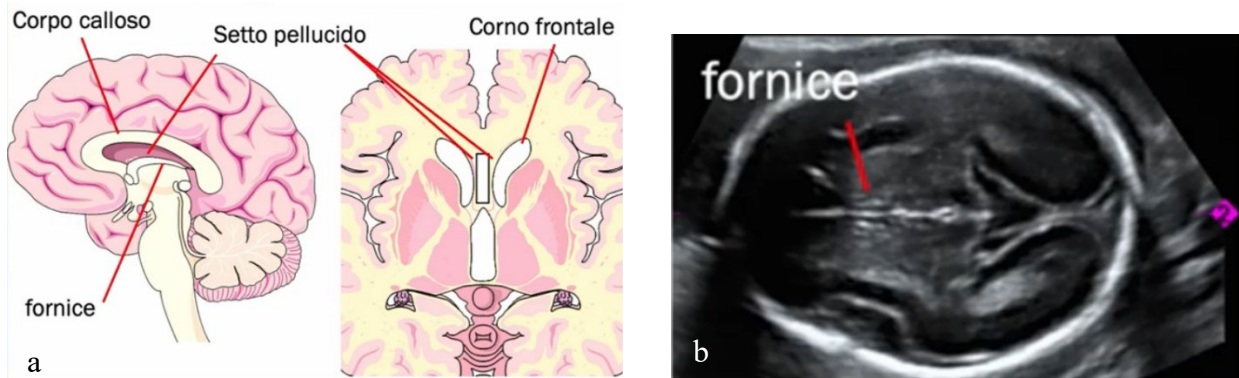 Corpo calloso
Setto pellucido
Corno frontale
fornice
a
fornice
b